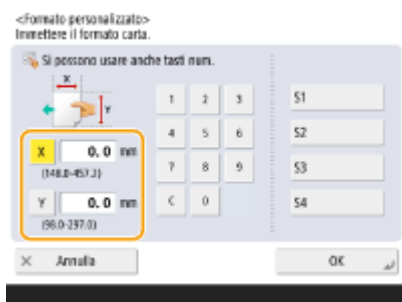 <Formato personalizzato>
Immettere il formato carta.
Si possono usare anche tasti num.
X
Y
1 2 3 S1
4 5 6 S2
X 0. 0 mm
(148.0-457.2)
7 8 9 S3
Y 0. 0 mm
C 0 S4
(98.0-297.0)
× Annulla OK